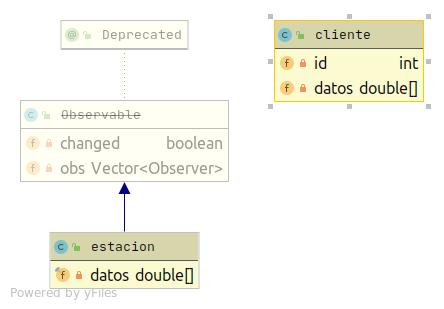 Deprecated
cliente
id int
datos double[]
Observable
changed boolean
obs Vector<Observer>
estacion
datos double[]
Powered by yFiles